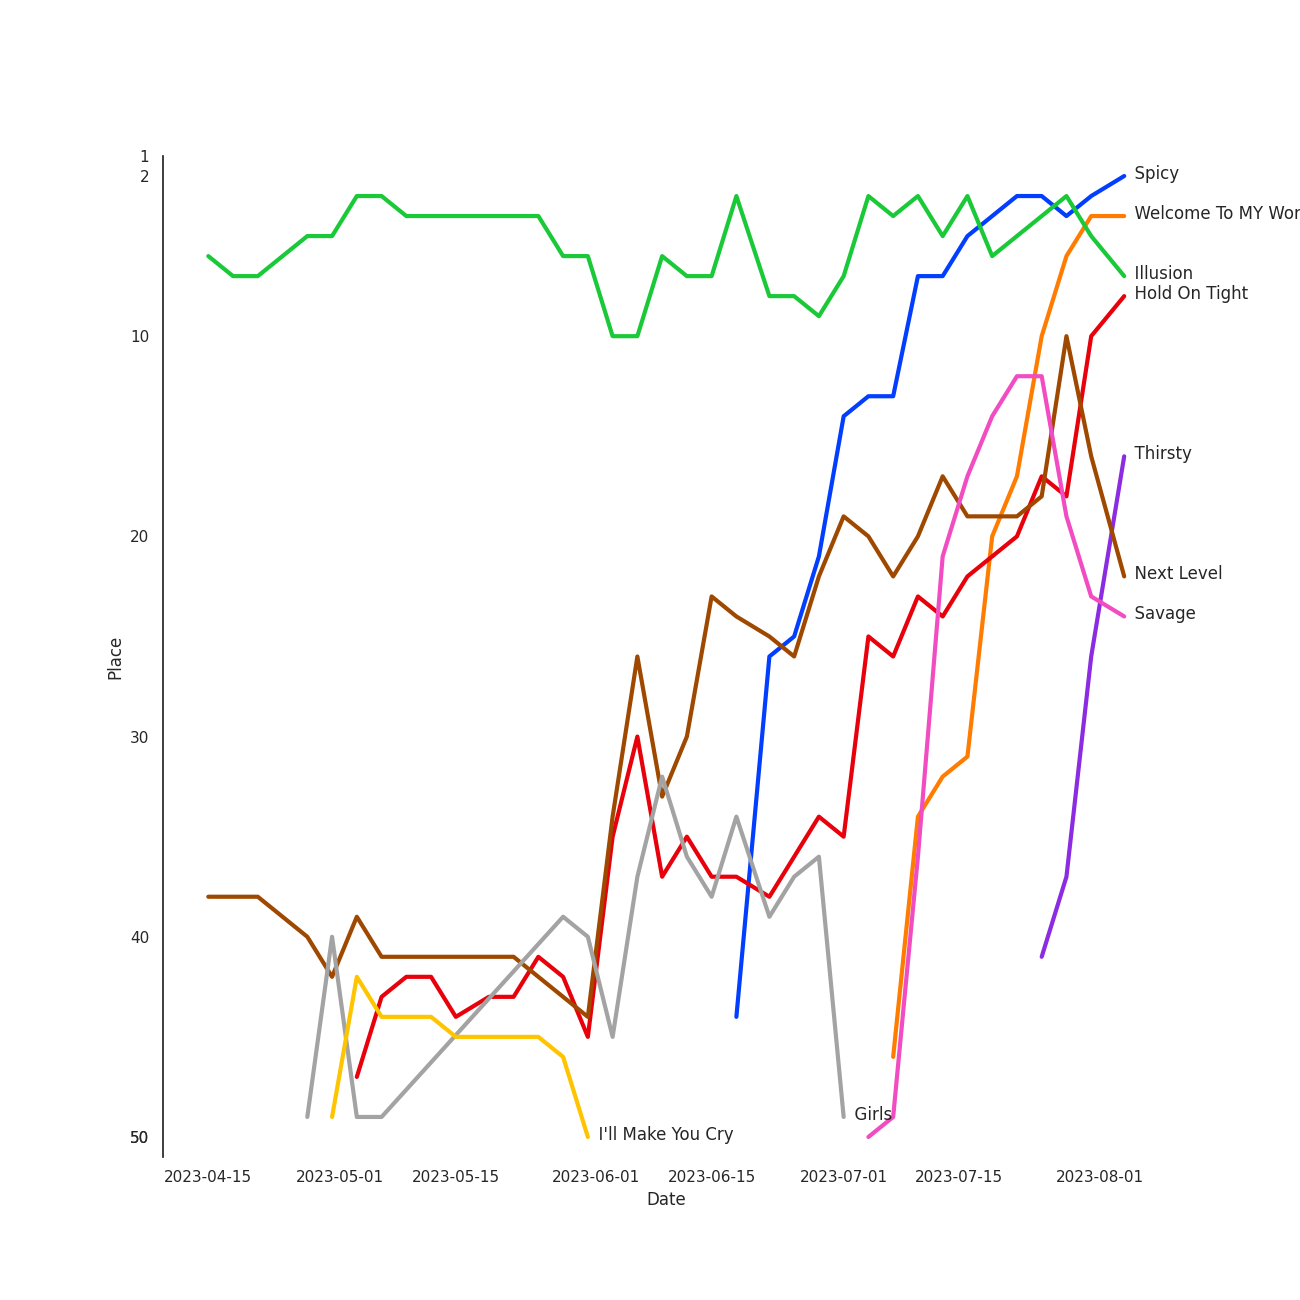 1
2
10
20
30
40
50
Place
Spicy
Welcome To MY Wor
Illusion
Hold On Tight
Thirsty
Next Level
Savage
Girls
I'll Make You Cry
2023-04-15 2023-05-01 2023-05-15 2023-06-01 2023-06-15 2023-07-01 2023-07-15 2023-08-01
Date